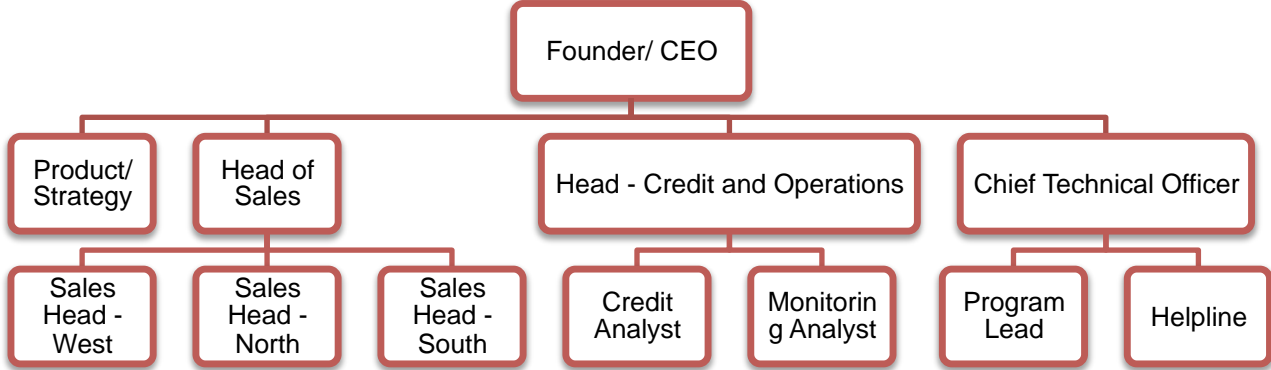 Founder/ CEO
Product/
Strategy
Head of
Sales
Head - Credit and Operations
Chief Technical Officer
Sales
Head -
West
Sales
Head -
North
Sales
Head -
South
Credit
Analyst
Monitorin
g Analyst
Program
Lead
Helpline